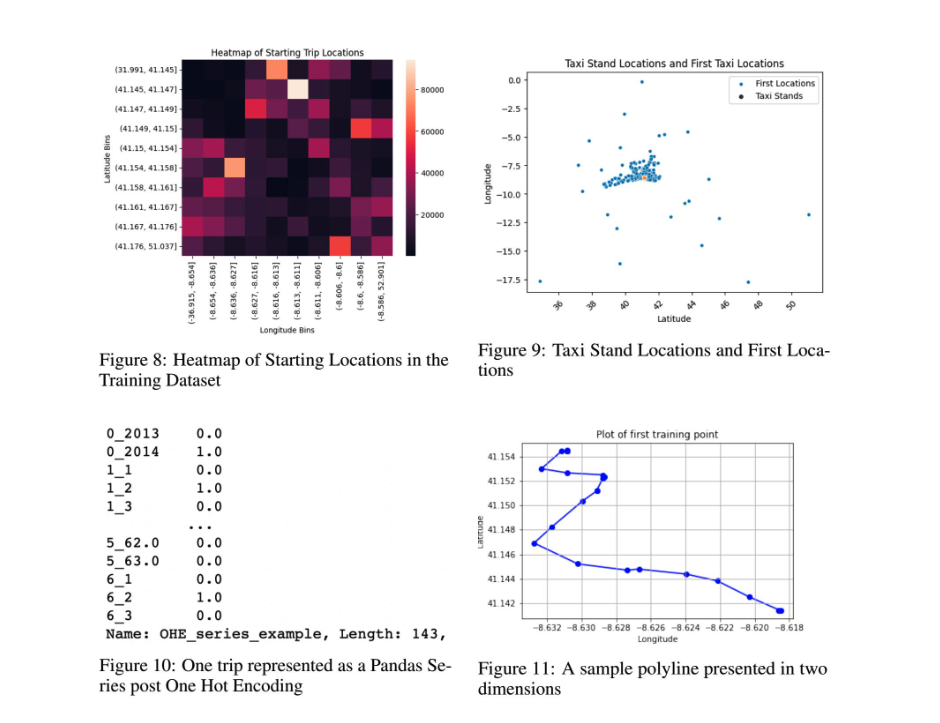 Heatmap of Starting Trip Locations
Latitude Bins
(31.991, 41.145]
(41.145, 41.147]
(41.147, 41.149]
(41.149, 41.15]
(41.15, 41.154]
(41.154, 41.158]
(41.158, 41.161]
(41.161, 41.167]
(41.167, 41.176]
(41.176, 51.037]
80000
60000
40000
20000
(-36.915, -8.654]
(-8.654, -8.636]
(-8.636, -8.627]
(-8.627, -8.616]
(-8.616, -8.613]
(-8.613, -8.611]
(-8.611, -8.606]
(-8.606, -8.6]
(-8.6, -8.586]
(-8.586, 52.901]
Longitude Bins
Figure 8: Heatmap of Starting Locations in the
Training Dataset
Taxi Stand Locations and First Taxi Locations
First Locations
Taxi Stands
Longitude
0.0
−2.5
−5.0
−7.5
−10.0
−12.5
−15.0
−17.5
36 38 40 42 44 46 48 50
Latitude
Figure 9: Taxi Stand Locations and First Loca-
tions
0_2013 0.0
0_2014 1.0
1_1 0.0
1_2 1.0
1_3 0.0
...
5_62.0 0.0
5_63.0 0.0
6_1 0.0
6_2 1.0
6_3 0.0
Name: OHE_series_example, Length: 143,
Figure 10: One trip represented as a Pandas Se-
ries post One Hot Encoding
Plot of first training point
Latitude
41.154
41.152
41.150
41.148
41.146
41.144
41.142
−8.632 −8.630 −8.628 −8.626 −8.624 −8.622 −8.620 −8.618
Longitude
Figure 11: A sample polyline presented in two
dimensions